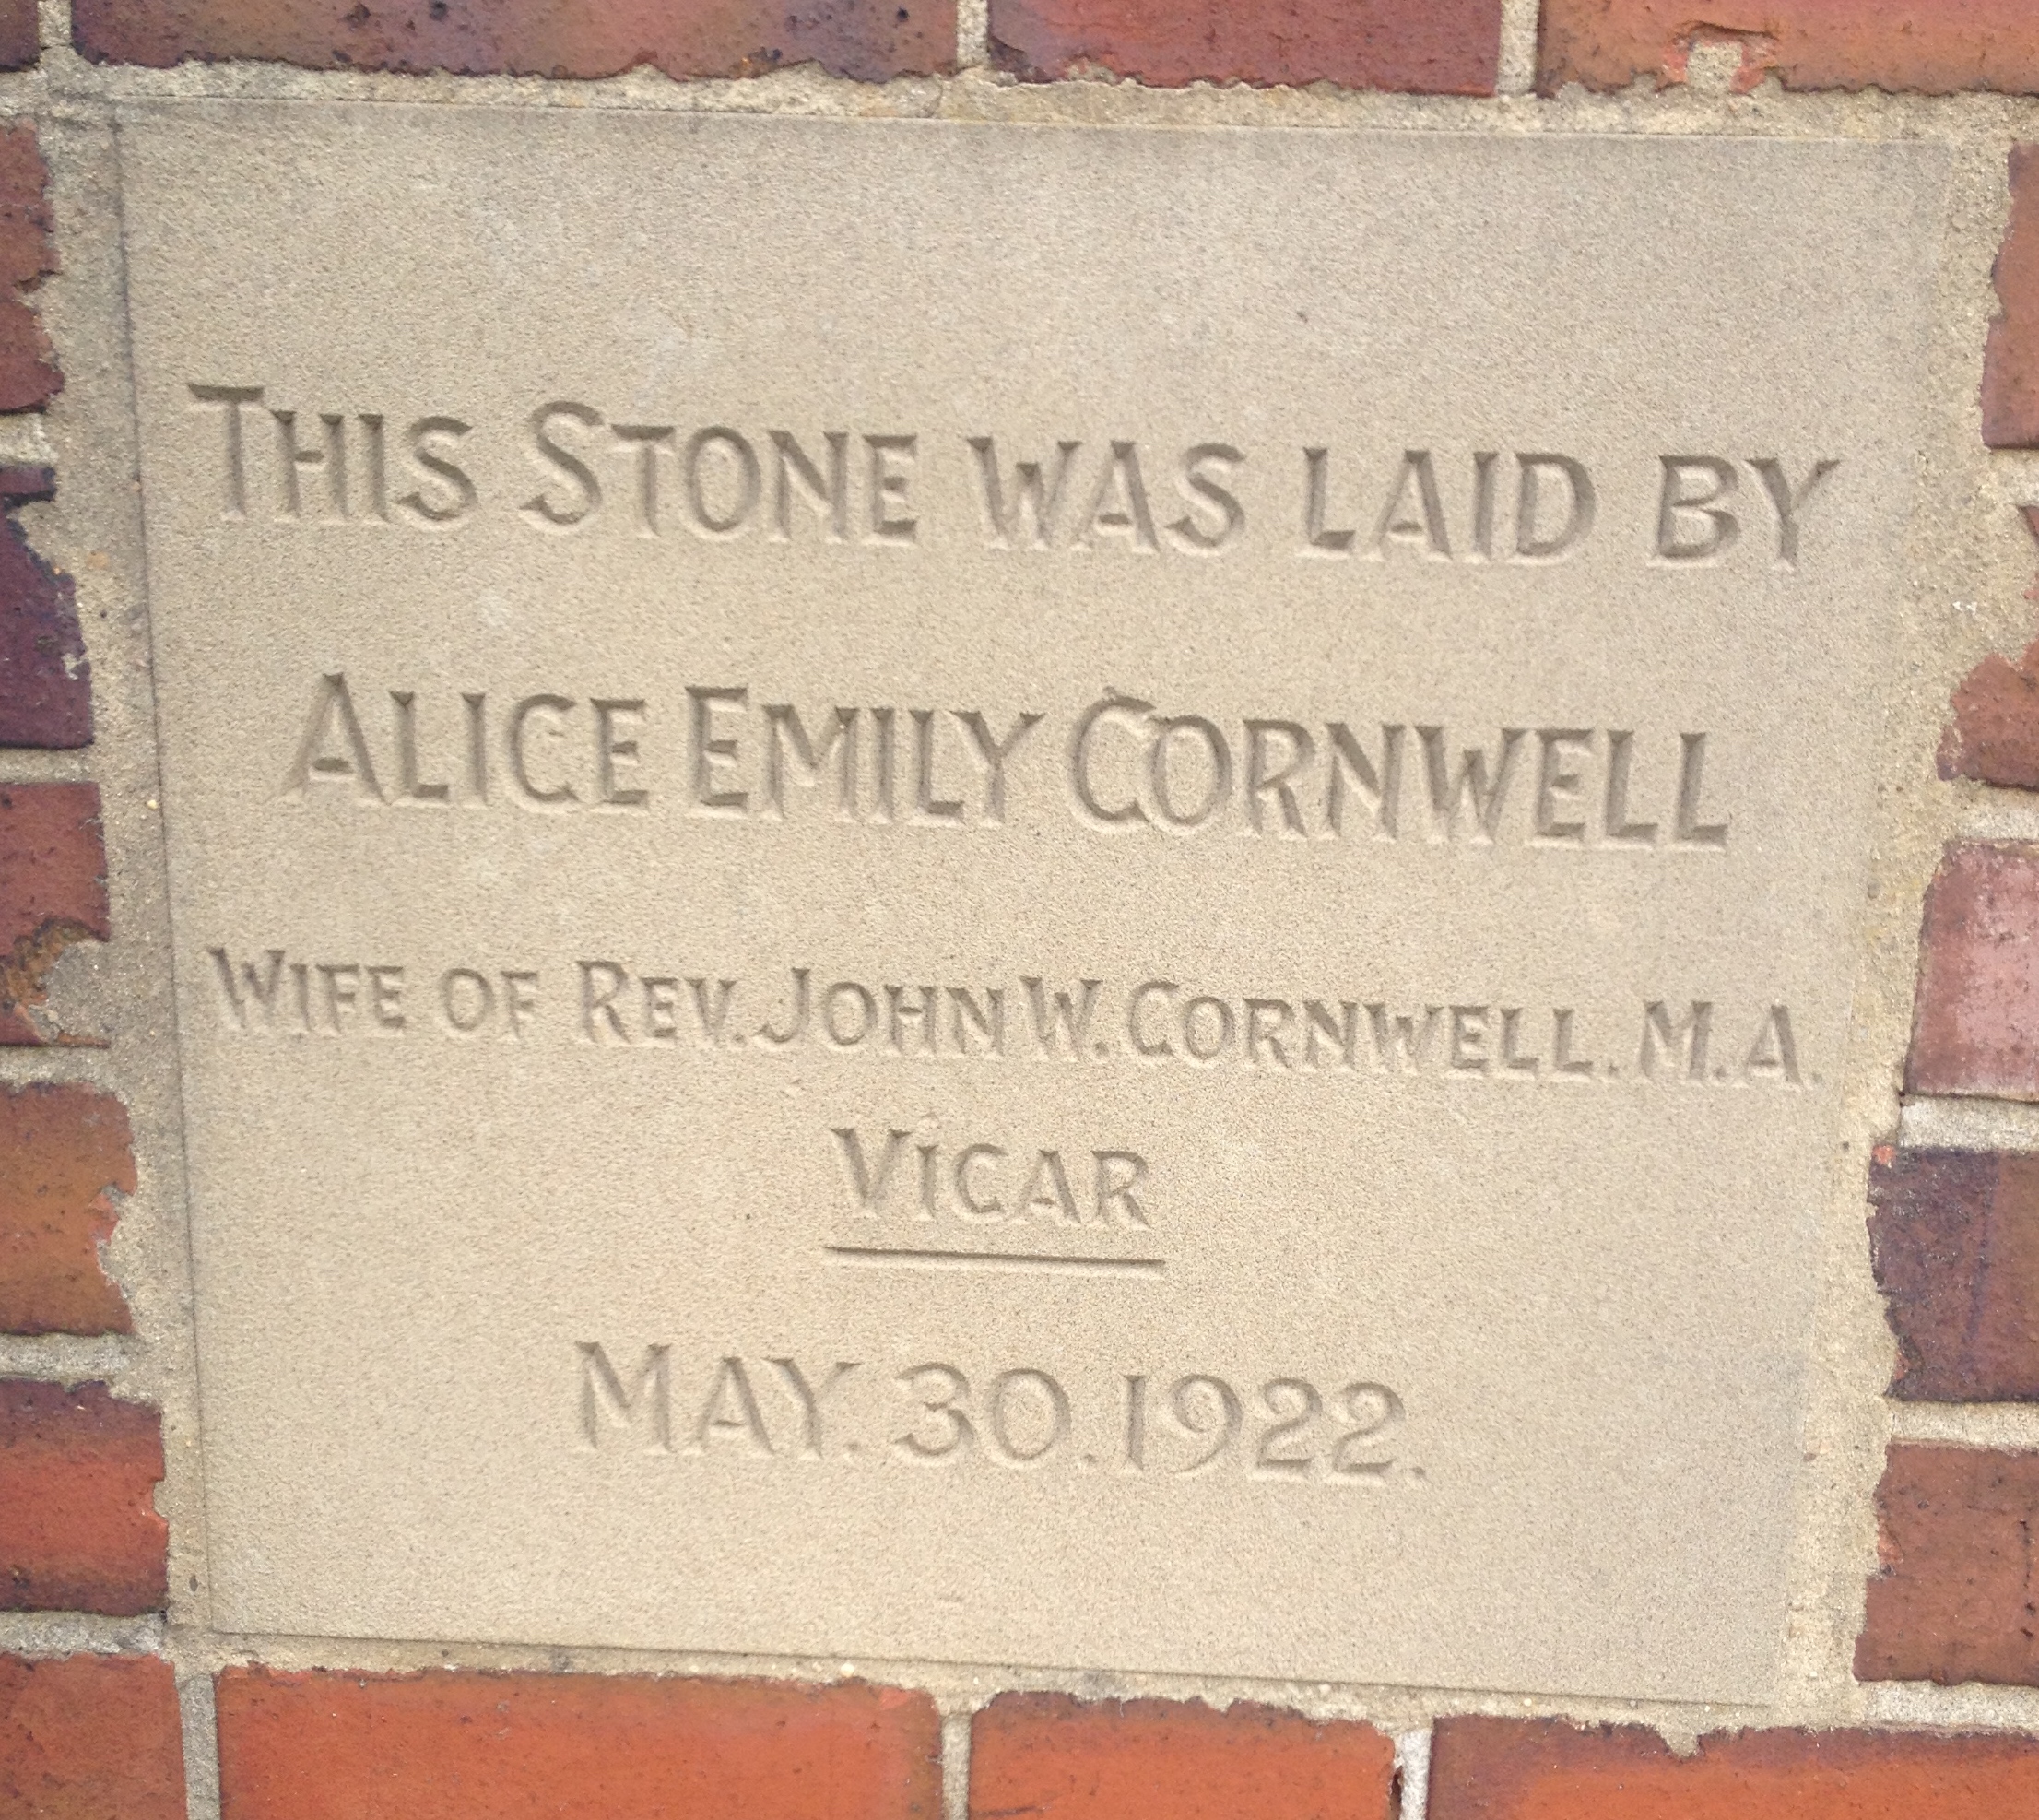 THIS STONE WAS LAID BY
ALICE EMILY CORNWELL
WIFE OF REV. JOHN W. CORNWELL. M.A.
VICAR
MAY. 30. 1922.